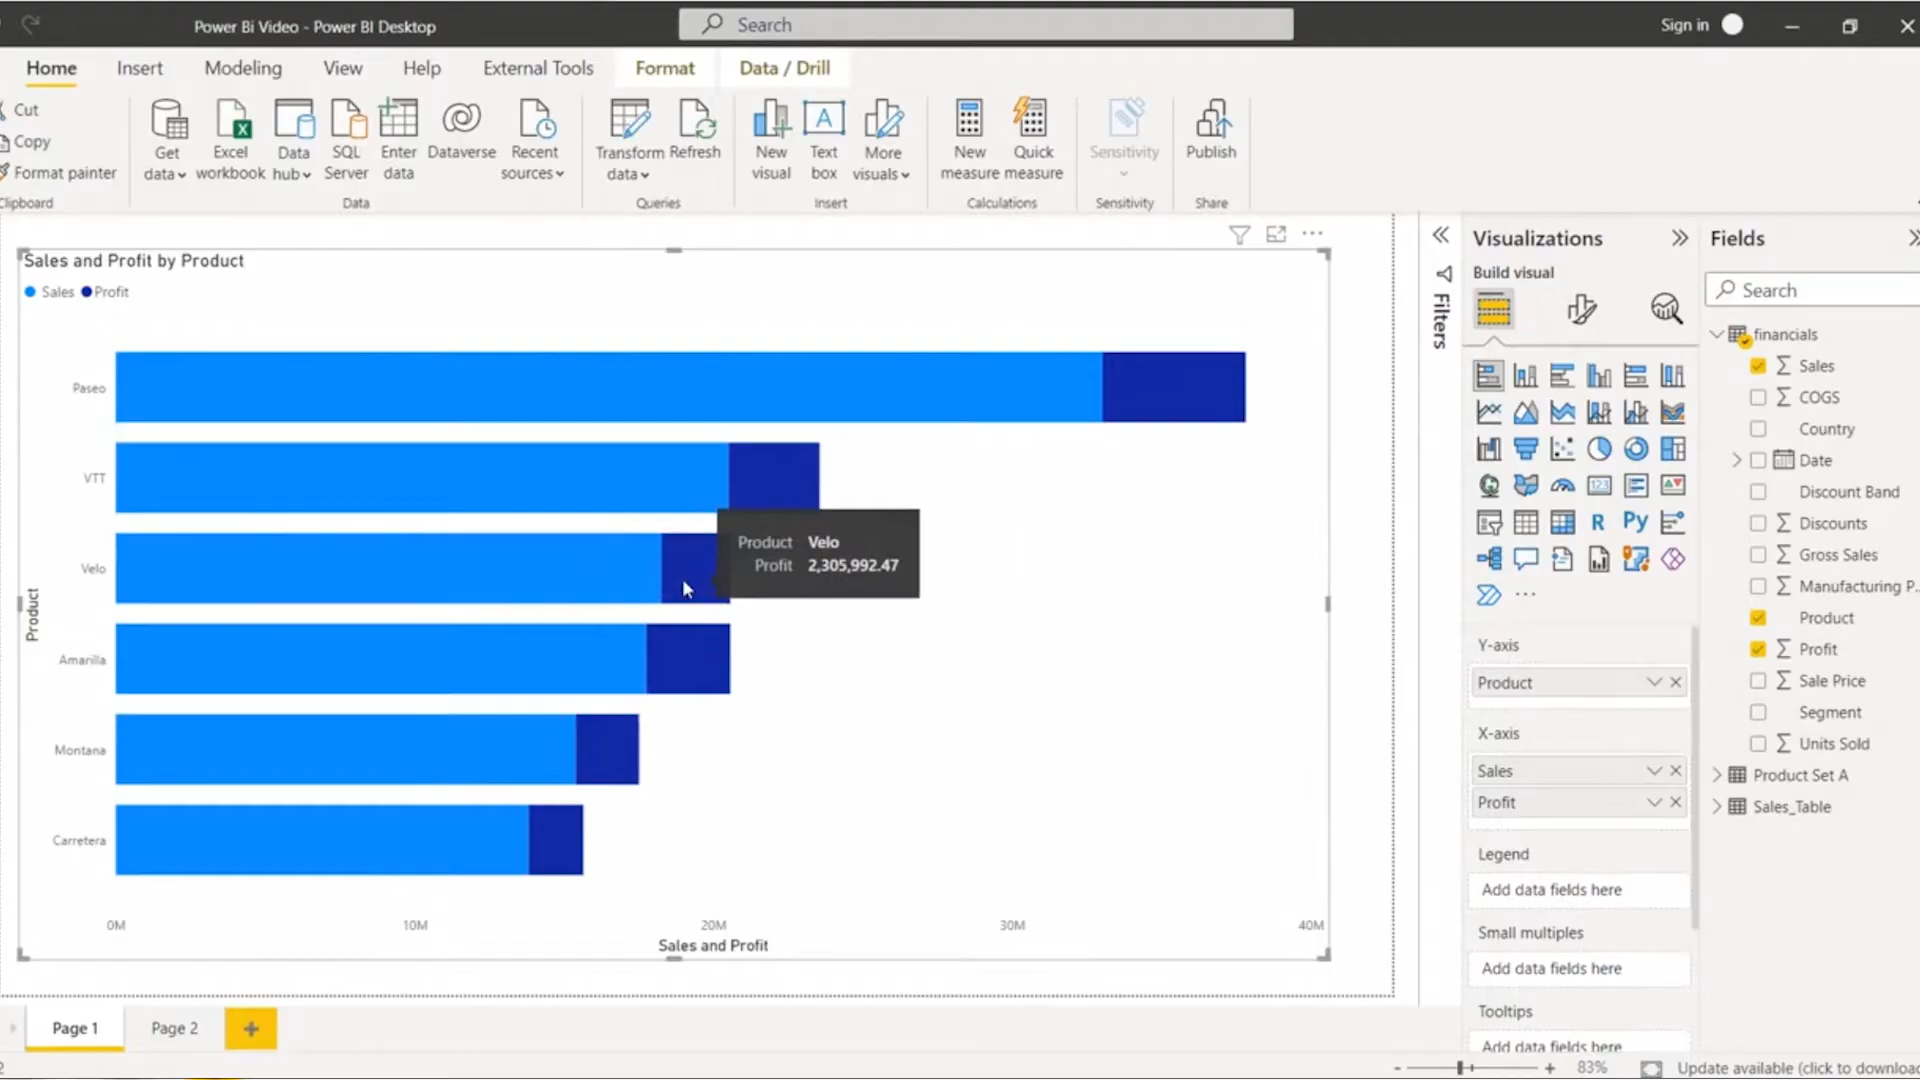 Power Bi Video - Power BI Desktop
Search
Sign in
Home Insert Modeling View Help External Tools Format Data / Drill
Cut
Copy
Format painter
Clipboard
Get data
Excel workbook
Data hub
SQL Server
Enter data
Dataverse
Recent sources
Data
Transform data
Refresh
Queries
New visual
Text box
More visuals
Insert
New measure
Quick measure
Calculations
Sensitivity
Sensitivity
Publish
Share
Sales and Profit by Product
Sales Profit
Product
Paseo
VTT
Velo
Amarilla
Montana
Carretera
Product Velo
Profit 2,305,992.47
0M 10M 20M 30M 40M
Sales and Profit
Filters
Visualizations
Build visual
123
R
Py
Y-axis
Product
X-axis
Sales
Profit
Legend
Add data fields here
Small multiples
Add data fields here
Tooltips
Add data fields here
Fields
Search
financials
Sales
COGS
Country
Date
Discount Band
Discounts
Gross Sales
Manufacturing P...
Product
Profit
Sale Price
Segment
Units Sold
Product Set A
Sales_Table
Page 1
Page 2
+
- + 83%
Update available (click to download